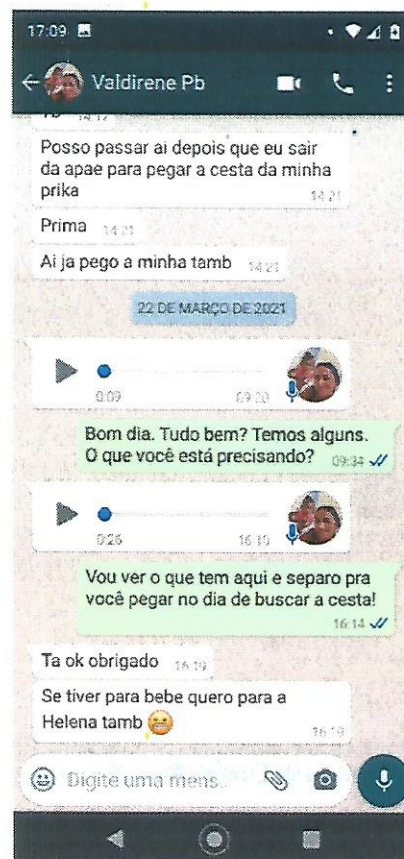 17:09
Valdirene Pb
14:21
Posso passar ai depois que eu sair
da apae para pegar a cesta da minha
prika
14:21
Prima 14:21
Ai ja pego a minha tamb 14:21
22 DE MARÇO DE 2021
0:09
Bom dia. Tudo bem? Temos alguns.
O que você está precisando? 09:34
0:26
Vou ver o que tem aqui e separo pra
você pegar no dia de buscar a cesta!
16:14
Ta ok obrigado 16:19
Se tiver para bebe quero para a
Helena tamb 16:19
Digite uma mens..